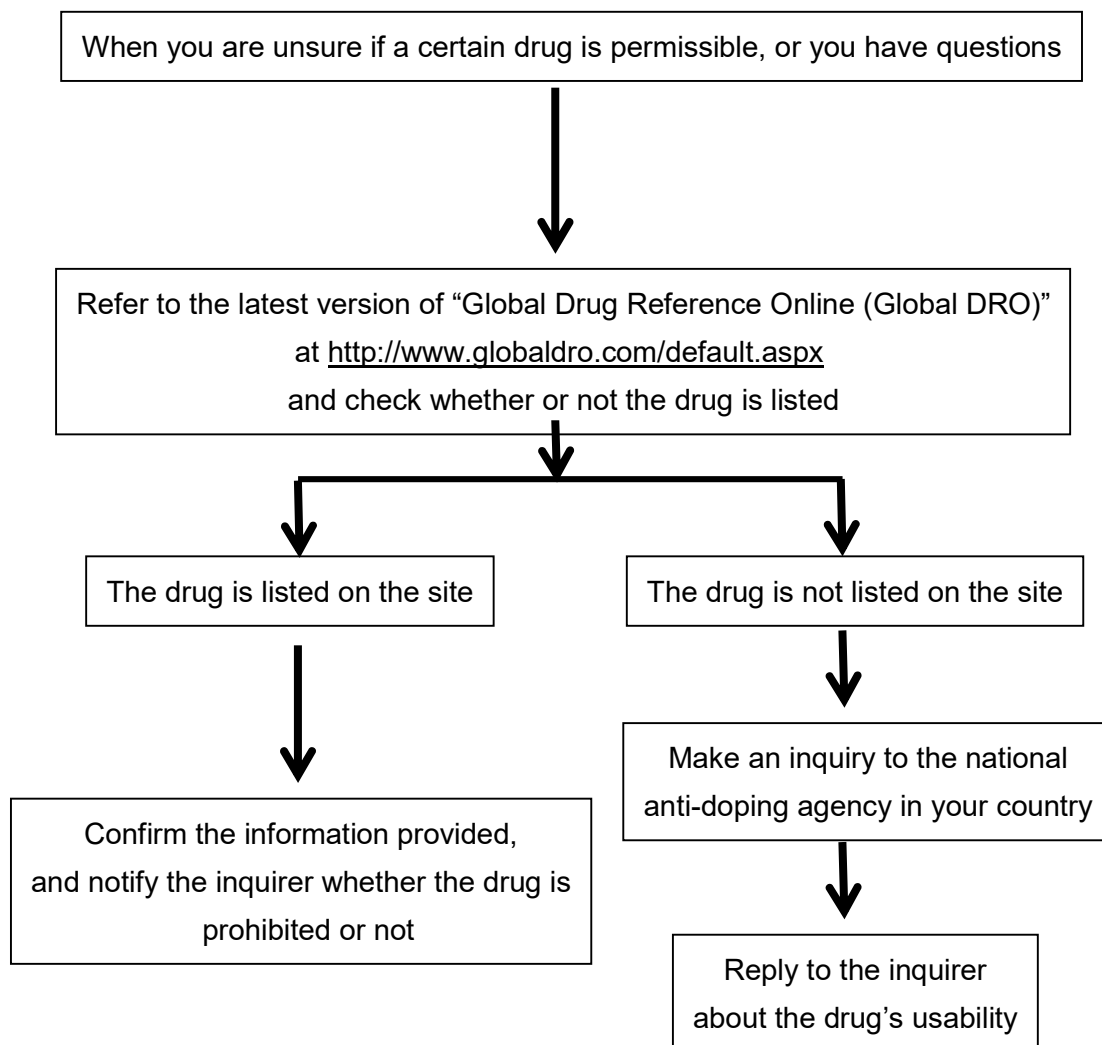 When you are unsure if a certain drug is permissible, or you have questions
Refer to the latest version of “Global Drug Reference Online (Global DRO)”
at http://www.globaldro.com/default.aspx
and check whether or not the drug is listed
The drug is listed on the site
The drug is not listed on the site
Confirm the information provided,
and notify the inquirer whether the drug is
prohibited or not
Make an inquiry to the national
anti-doping agency in your country
Reply to the inquirer
about the drug’s usability